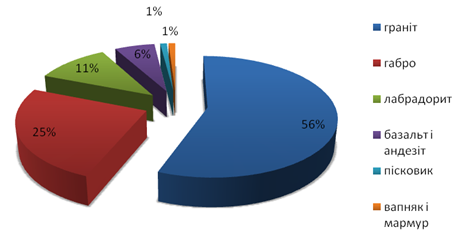 1%
1%
6%
11%
25%
56%
граніт
габро
лабрадорит
базальт і
андезіт
пісковик
вапняк і
мармур